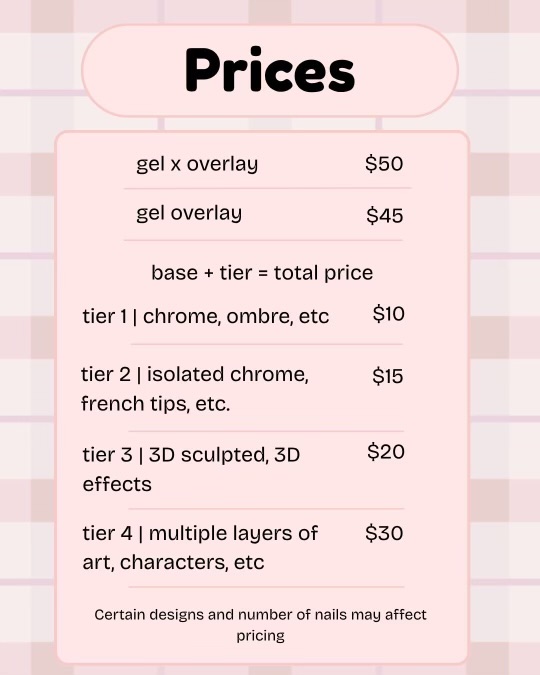 Prices
gel x overlay $50
gel overlay $45
base + tier = total price
tier 1 | chrome, ombre, etc $10
tier 2 | isolated chrome, $15
french tips, etc.
tier 3 | 3D sculpted, 3D $20
effects
tier 4 | multiple layers of $30
art, characters, etc
Certain designs and number of nails may affect
pricing